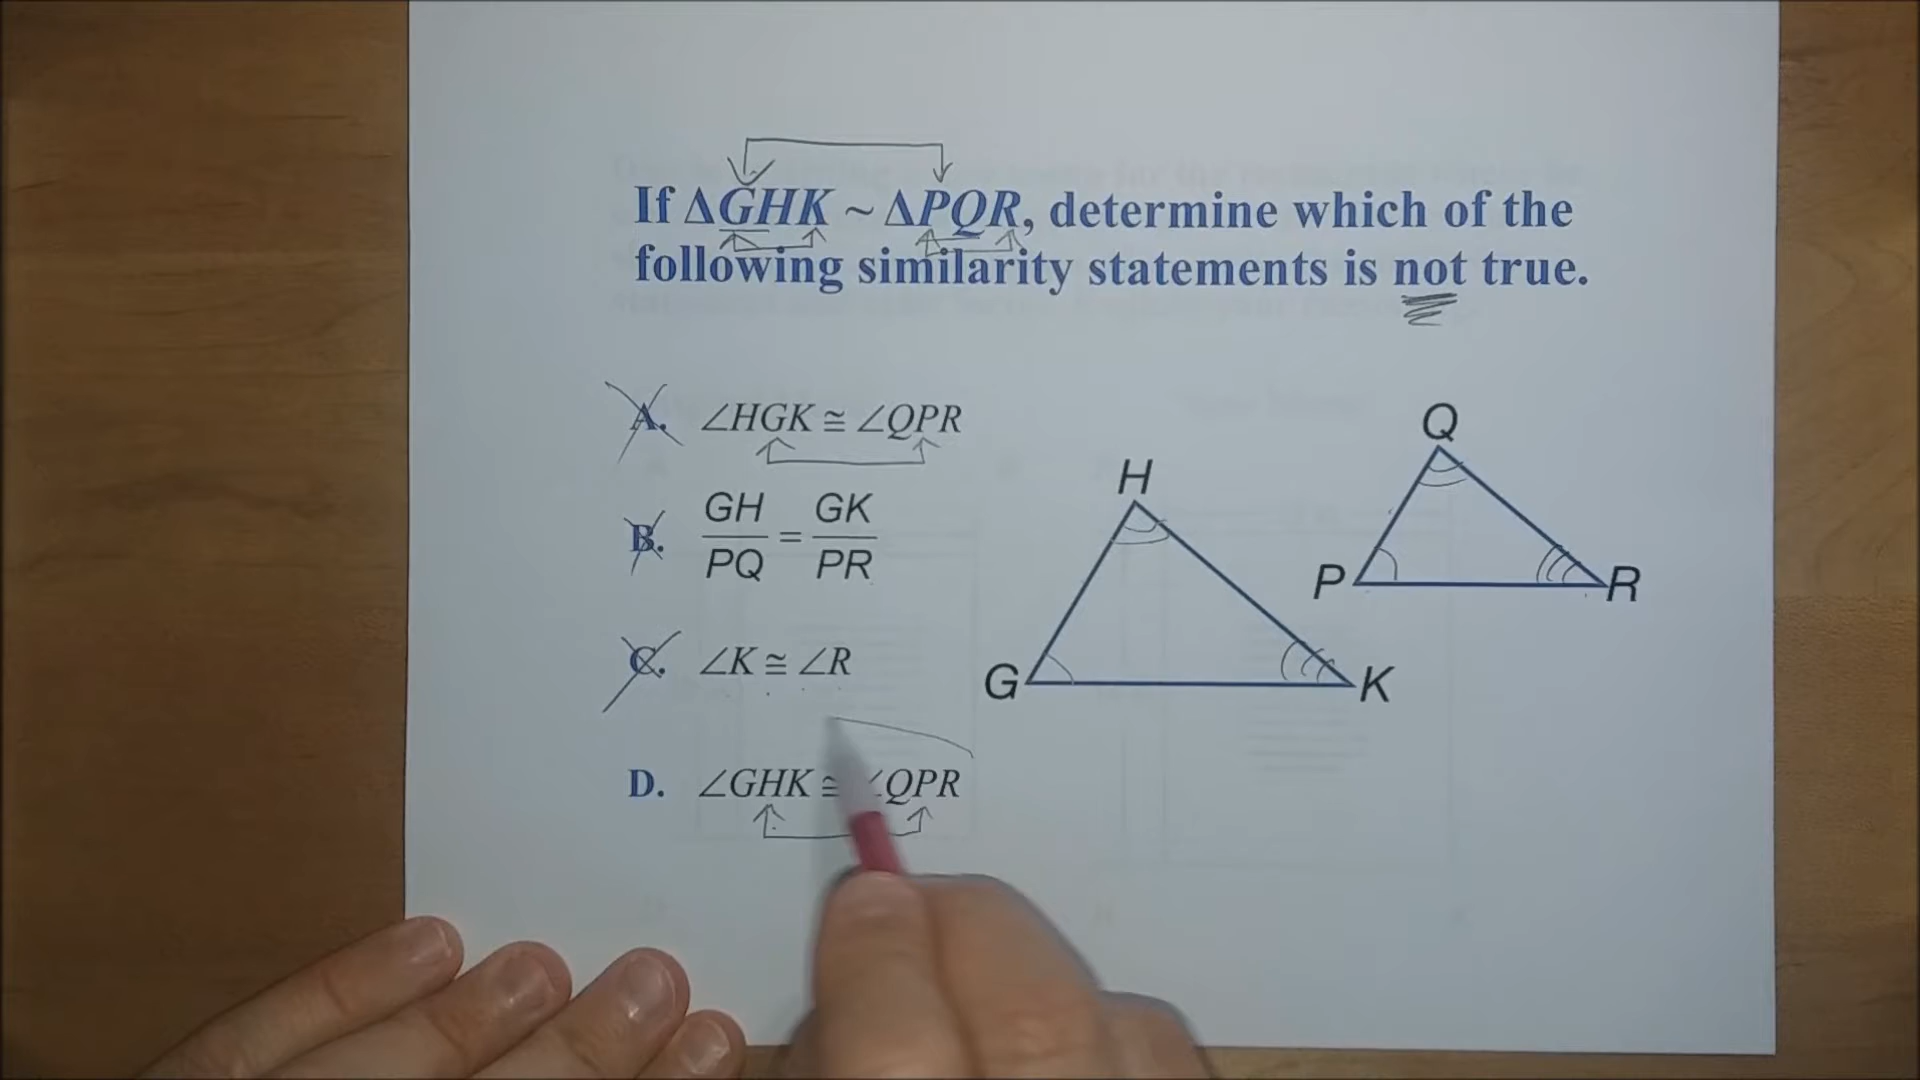 If ΔGHK ~ ΔPQR, determine which of the
following similarity statements is not true.
A. ∠HGK ≅ ∠QPR
B. GH/PQ = GK/PR
C. ∠K ≅ ∠R
D. ∠GHK ≅ ∠QPR
Q
H
P
R
G
K